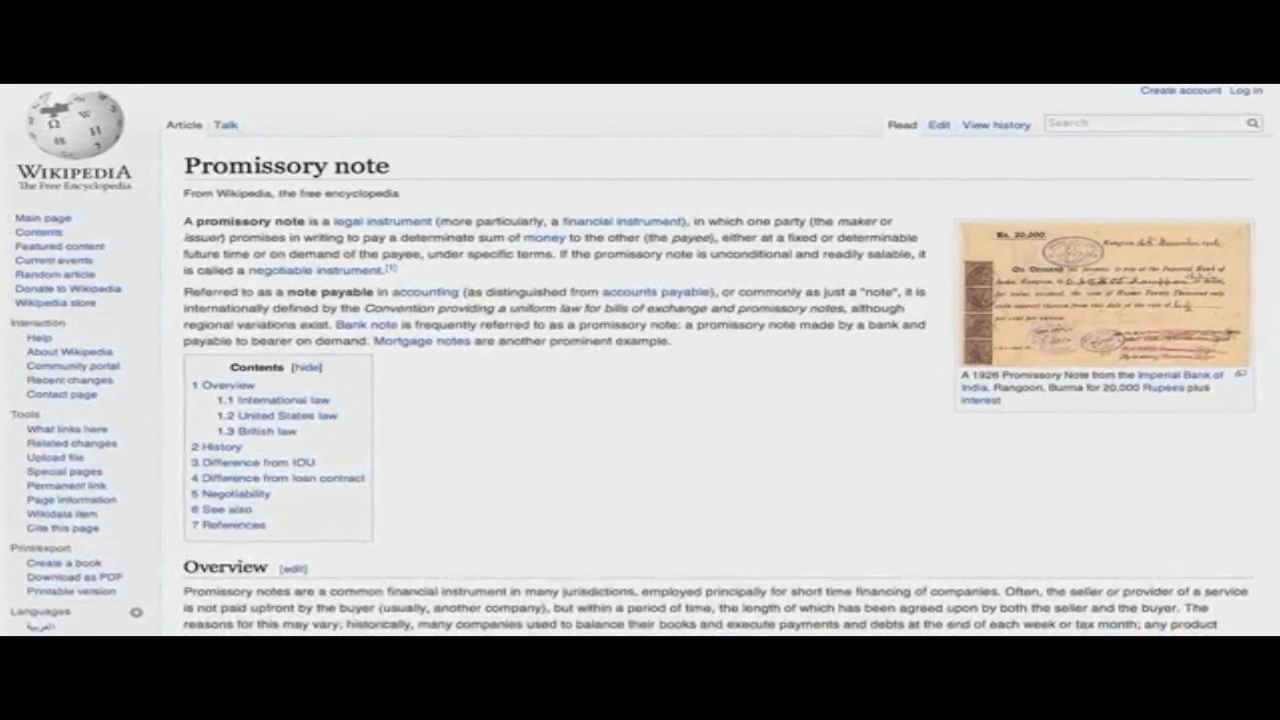 Create account Log in
Article Talk
Read Edit View history
Search
WIKIPEDIA
The Free Encyclopedia
Main page
Contents
Featured content
Current events
Random article
Donate to Wikipedia
Wikipedia store
Interaction
Help
About Wikipedia
Community portal
Recent changes
Contact page
Tools
What links here
Related changes
Upload file
Special pages
Permanent link
Page information
Wikidata item
Cite this page
Print/export
Create a book
Download as PDF
Printable version
Languages
العربية
Promissory note
From Wikipedia, the free encyclopedia
A promissory note is a legal instrument (more particularly, a financial instrument), in which one party (the maker or
issuer) promises in writing to pay a determinate sum of money to the other (the payee), either at a fixed or determinable
future time or on demand of the payee, under specific terms. If the promissory note is unconditional and readily salable, it
is called a negotiable instrument.[1]
Referred to as a note payable in accounting (as distinguished from accounts payable), or commonly as just a "note", it is
internationally defined by the Convention providing a uniform law for bills of exchange and promissory notes, although
regional variations exist. Bank note is frequently referred to as a promissory note: a promissory note made by a bank and
payable to bearer on demand. Mortgage notes are another prominent example.
Rs. 20,000.
A 1926 Promissory Note from the Imperial Bank of
India, Rangoon, Burma for 20,000 Rupees plus
interest
Contents [hide]
1 Overview
1.1 International law
1.2 United States law
1.3 British law
2 History
3 Difference from IOU
4 Difference from loan contract
5 Negotiability
6 See also
7 References
Overview [edit]
Promissory notes are a common financial instrument in many jurisdictions, employed principally for short time financing of companies. Often, the seller or provider of a service
is not paid upfront by the buyer (usually, another company), but within a period of time, the length of which has been agreed upon by both the seller and the buyer. The
reasons for this may vary; historically, many companies used to balance their books and execute payments and debts at the end of each week or tax month; any product